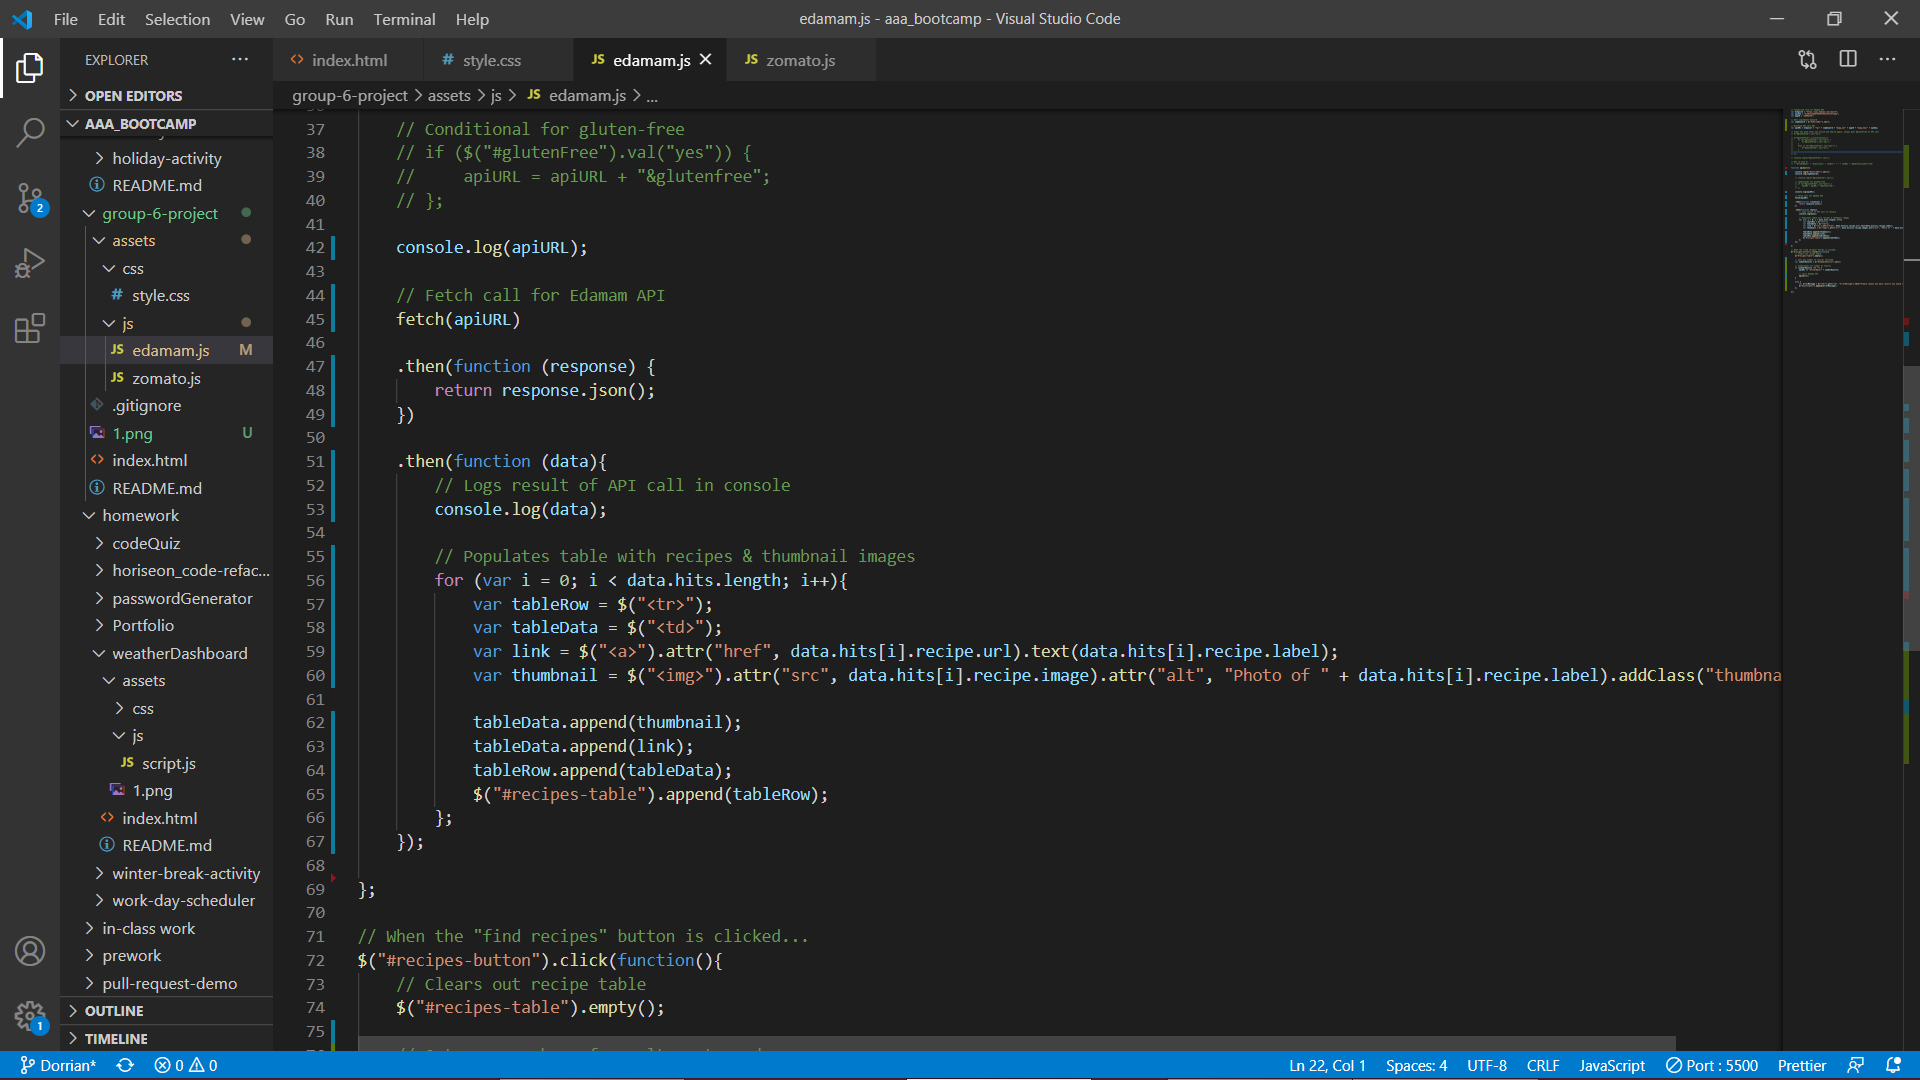 File Edit Selection View Go Run Terminal Help
edamam.js - aaa_bootcamp - Visual Studio Code
EXPLORER
OPEN EDITORS
AAA_BOOTCAMP
holiday-activity
README.md
group-6-project
assets
css
# style.css
js
JS edamam.js M
JS zomato.js
.gitignore
1.png U
<> index.html
README.md
homework
codeQuiz
horiseon_code-refac...
passwordGenerator
Portfolio
weatherDashboard
assets
css
js
JS script.js
1.png
<> index.html
README.md
winter-break-activity
work-day-scheduler
in-class work
prework
pull-request-demo
OUTLINE
TIMELINE
2
1
<> index.html # style.css JS edamam.js JS zomato.js
group-6-project > assets > js > JS edamam.js > ...
37 // Conditional for gluten-free
38 // if ($("#glutenFree").val("yes")) {
39 //     apiURL = apiURL + "&glutenfree";
40 // };
41
42 console.log(apiURL);
43
44 // Fetch call for Edamam API
45 fetch(apiURL)
46
47 .then(function (response) {
48     return response.json();
49 })
50
51 .then(function (data){
52     // Logs result of API call in console
53     console.log(data);
54
55     // Populates table with recipes & thumbnail images
56     for (var i = 0; i < data.hits.length; i++){
57         var tableRow = $("<tr>");
58         var tableData = $("<td>");
59         var link = $("<a>").attr("href", data.hits[i].recipe.url).text(data.hits[i].recipe.label);
60         var thumbnail = $("<img>").attr("src", data.hits[i].recipe.image).attr("alt", "Photo of " + data.hits[i].recipe.label).addClass("thumbna
61
62         tableData.append(thumbnail);
63         tableData.append(link);
64         tableRow.append(tableData);
65         $("#recipes-table").append(tableRow);
66     };
67 });
68
69 };
70
71 // When the "find recipes" button is clicked...
72 $("#recipes-button").click(function(){
73     // Clears out recipe table
74     $("#recipes-table").empty();
75
Dorrian* 0 0 Ln 22, Col 1 Spaces: 4 UTF-8 CRLF JavaScript Port : 5500 Prettier